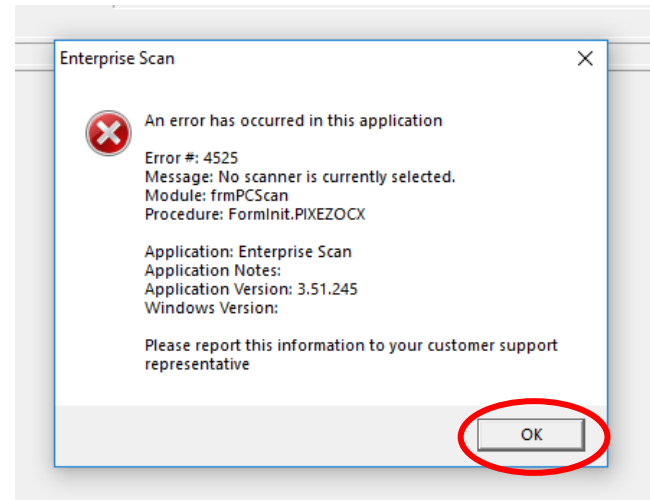 Enterprise Scan
An error has occurred in this application
Error #: 4525
Message: No scanner is currently selected.
Module: frmPCScan
Procedure: FormInit.PIXEZOCX
Application: Enterprise Scan
Application Notes:
Application Version: 3.51.245
Windows Version:
Please report this information to your customer support
representative
OK